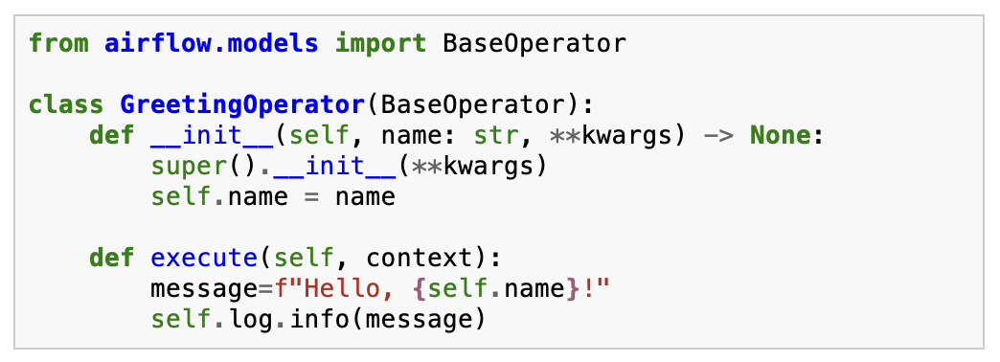 from airflow.models import BaseOperator

class GreetingOperator(BaseOperator):
    def __init__(self, name: str, **kwargs) -> None:
        super().__init__(**kwargs)
        self.name = name

    def execute(self, context):
        message=f"Hello, {self.name}!"
        self.log.info(message)